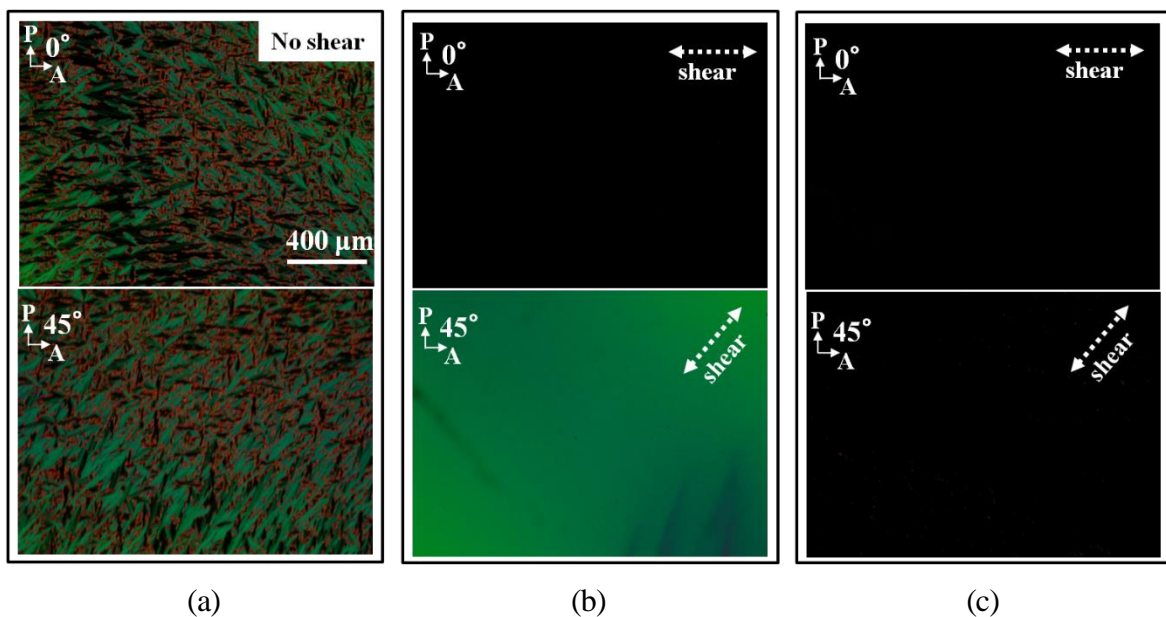 P 0° No shear
A
400 μm
P 45°
A
(a)
P 0°
A shear
P 45°
A shear
(b)
P 0°
A shear
P 45°
A shear
(c)